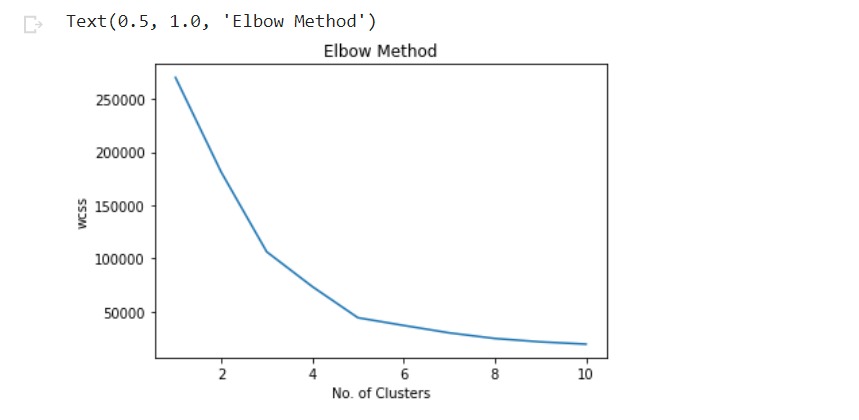 Text(0.5, 1.0, 'Elbow Method')
Elbow Method
250000
200000
150000
100000
50000
wcss
2 4 6 8 10
No. of Clusters